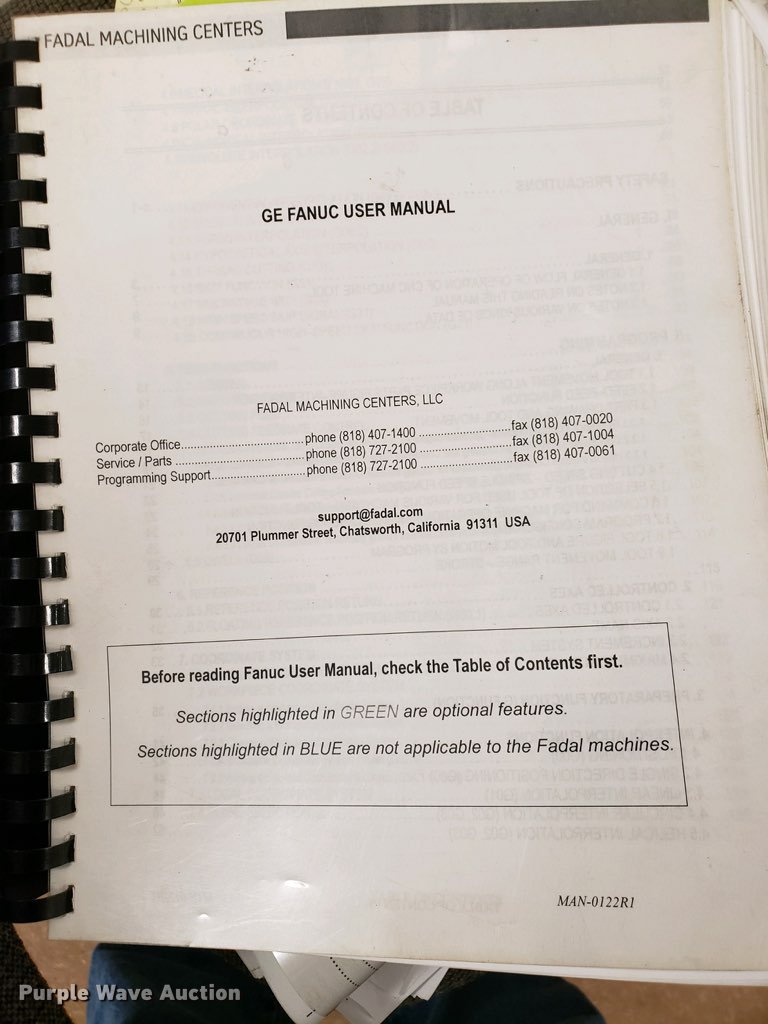 FADAL MACHINING CENTERS
GE FANUC USER MANUAL
FADAL MACHINING CENTERS, LLC
Corporate Office..................................phone (818) 407-1400 .........................fax (818) 407-0020
Service / Parts ...................................phone (818) 727-2100 .........................fax (818) 407-1004
Programming Support..........................phone (818) 727-2100 .........................fax (818) 407-0061
support@fadal.com
20701 Plummer Street, Chatsworth, California 91311 USA
Before reading Fanuc User Manual, check the Table of Contents first.
Sections highlighted in GREEN are optional features.
Sections highlighted in BLUE are not applicable to the Fadal machines.
MAN-0122R1
Purple Wave Auction